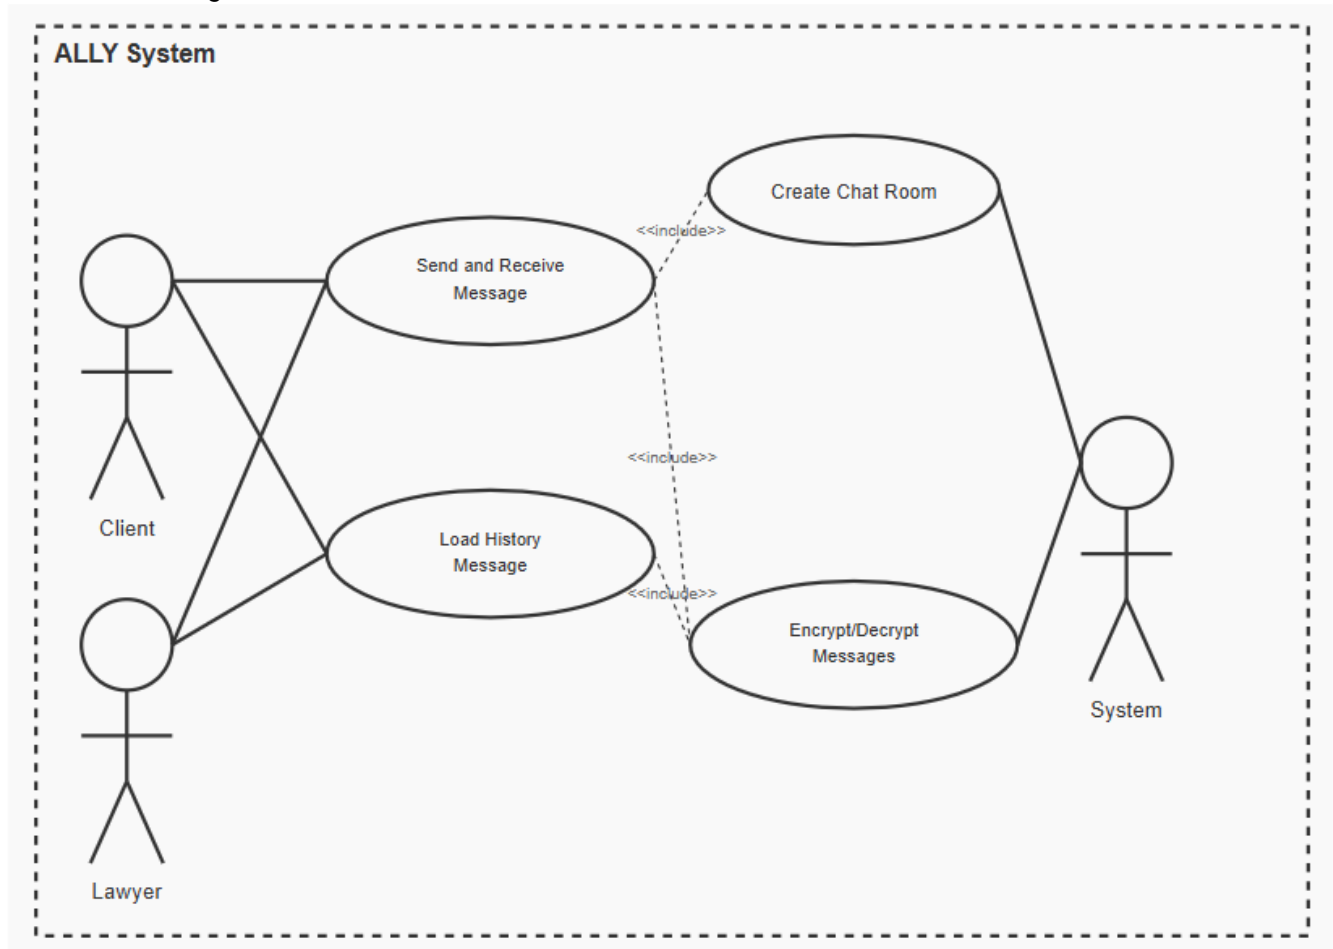 ALLY System
Create Chat Room
<<include>>
Send and Receive
Message
Client
<<include>>
Load History
Message
<<include>>
Encrypt/Decrypt
Messages
System
Lawyer